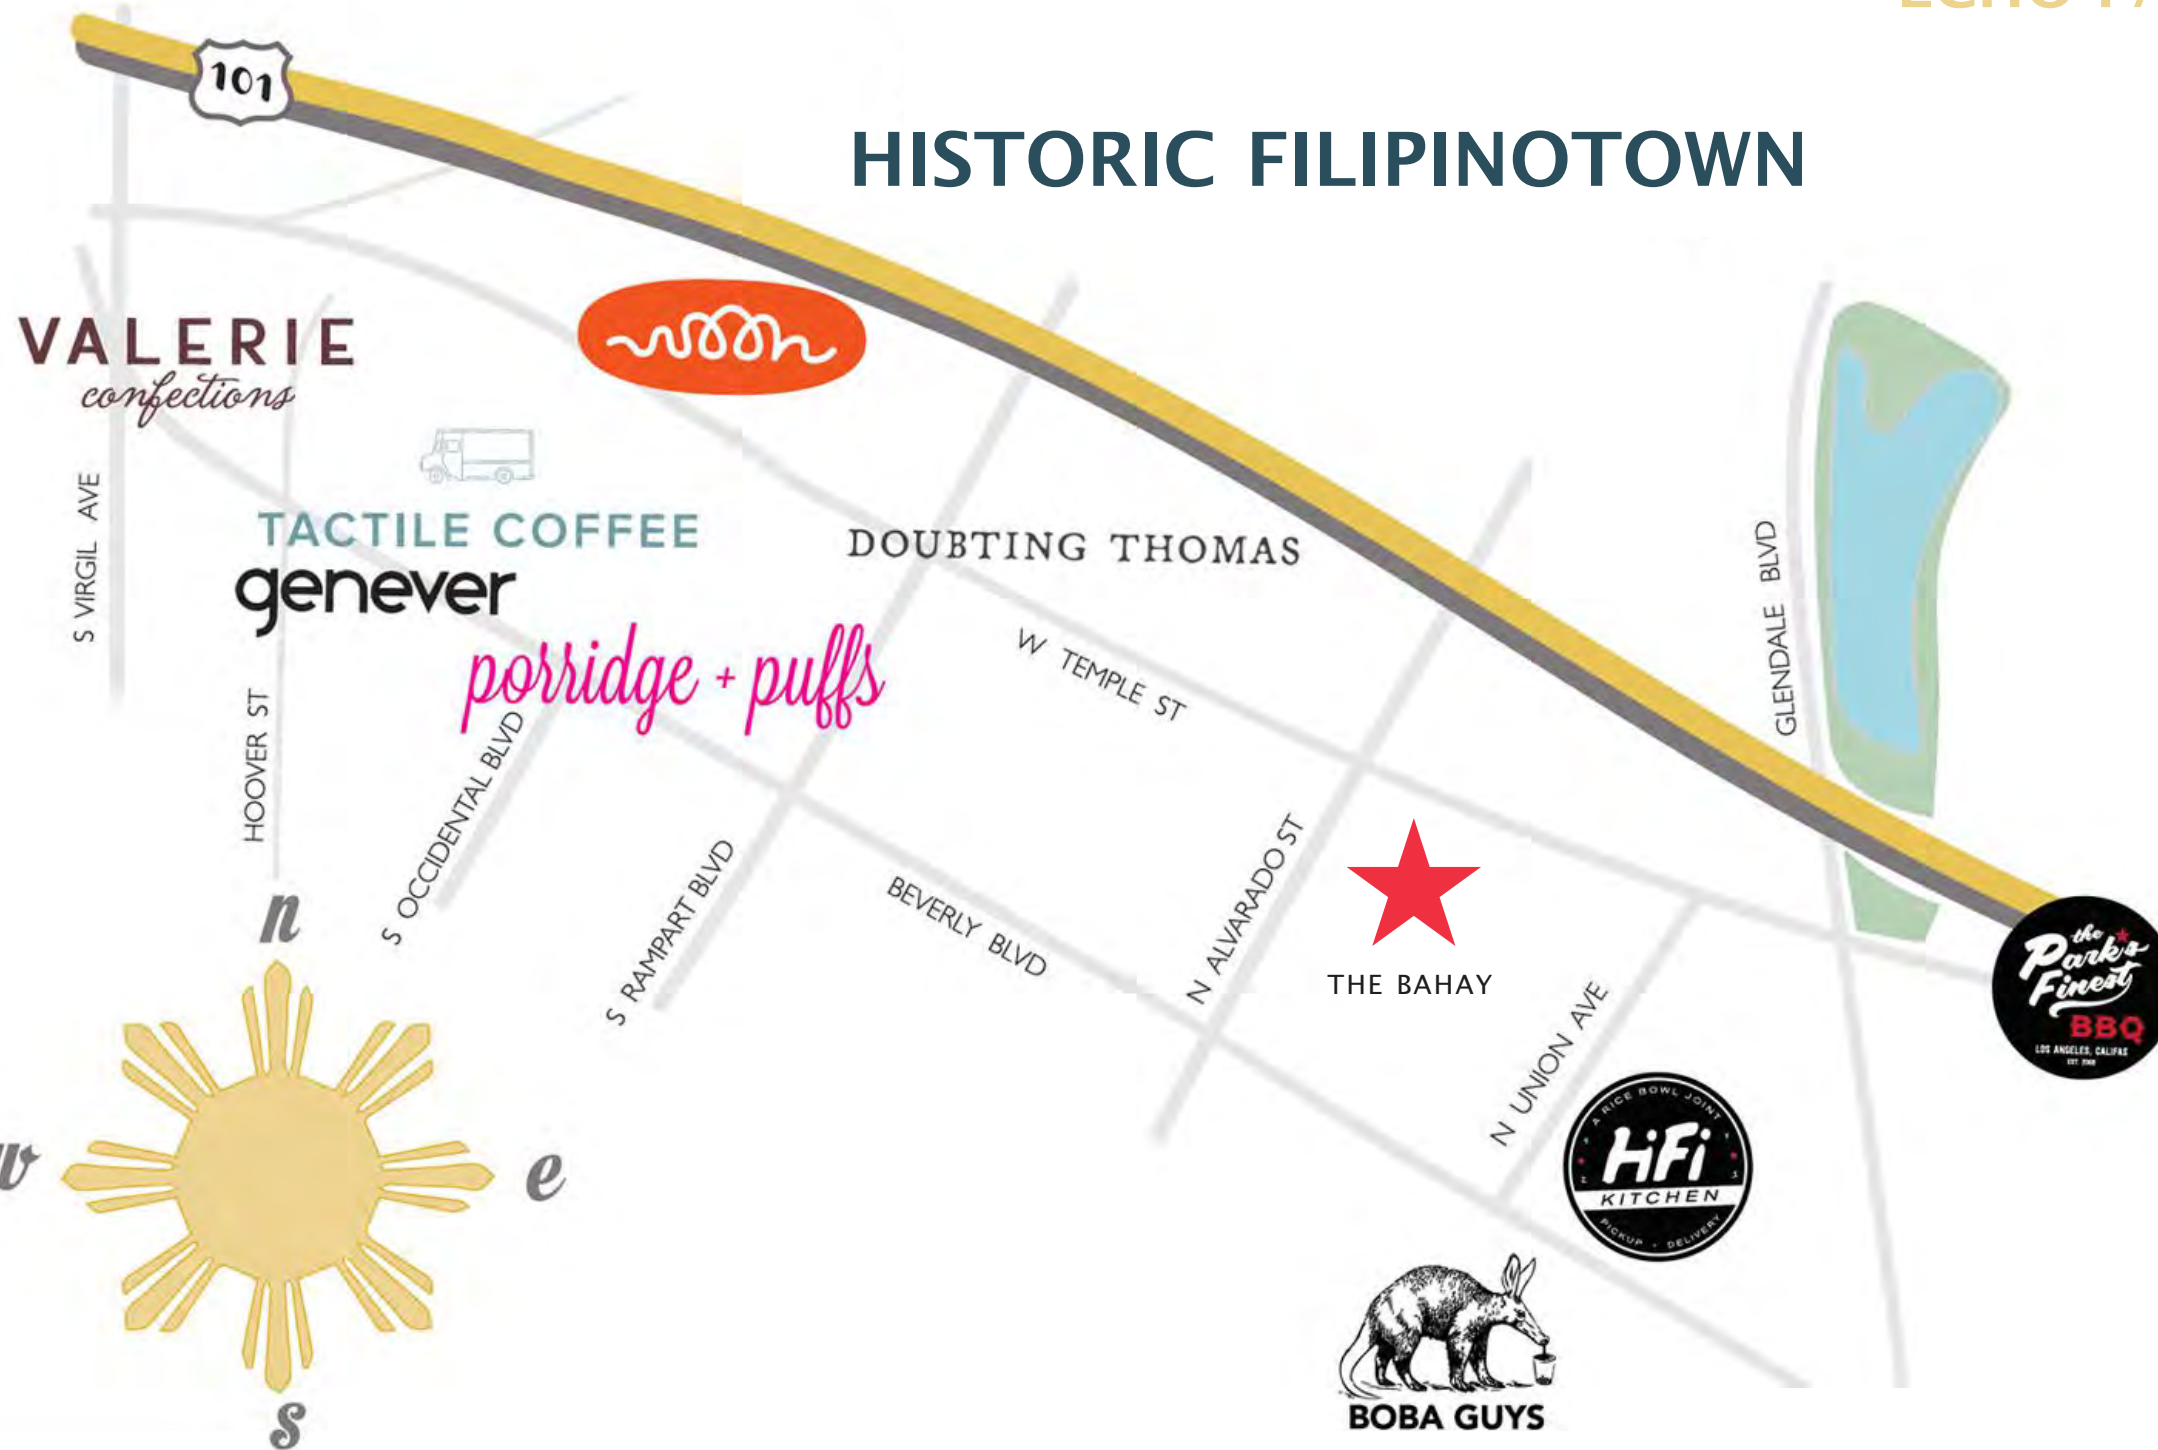 ECHO
101
HISTORIC FILIPINOTOWN
VALERIE
confections
woon
TACTILE COFFEE
genever
DOUBTING THOMAS
porridge + puffs
S VIRGIL AVE
HOOVER ST
S OCCIDENTAL BLVD
S RAMPART BLVD
W TEMPLE ST
BEVERLY BLVD
N ALVARADO ST
GLENDALE BLVD
THE BAHAY
N UNION AVE
the
Park's
Finest
BBQ
LOS ANGELES, CALIFAS
A RICE BOWL JOINT
HiFi
KITCHEN
PICKUP - DELIVERY
BOBA GUYS
n
w
e
s